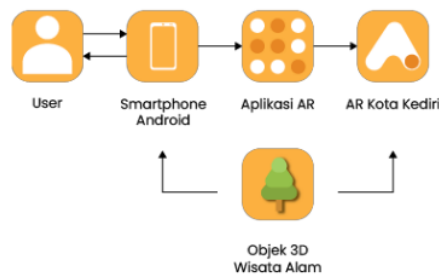 User
Smartphone
Android
Aplikasi AR
AR Kota Kediri
Objek 3D
Wisata Alam